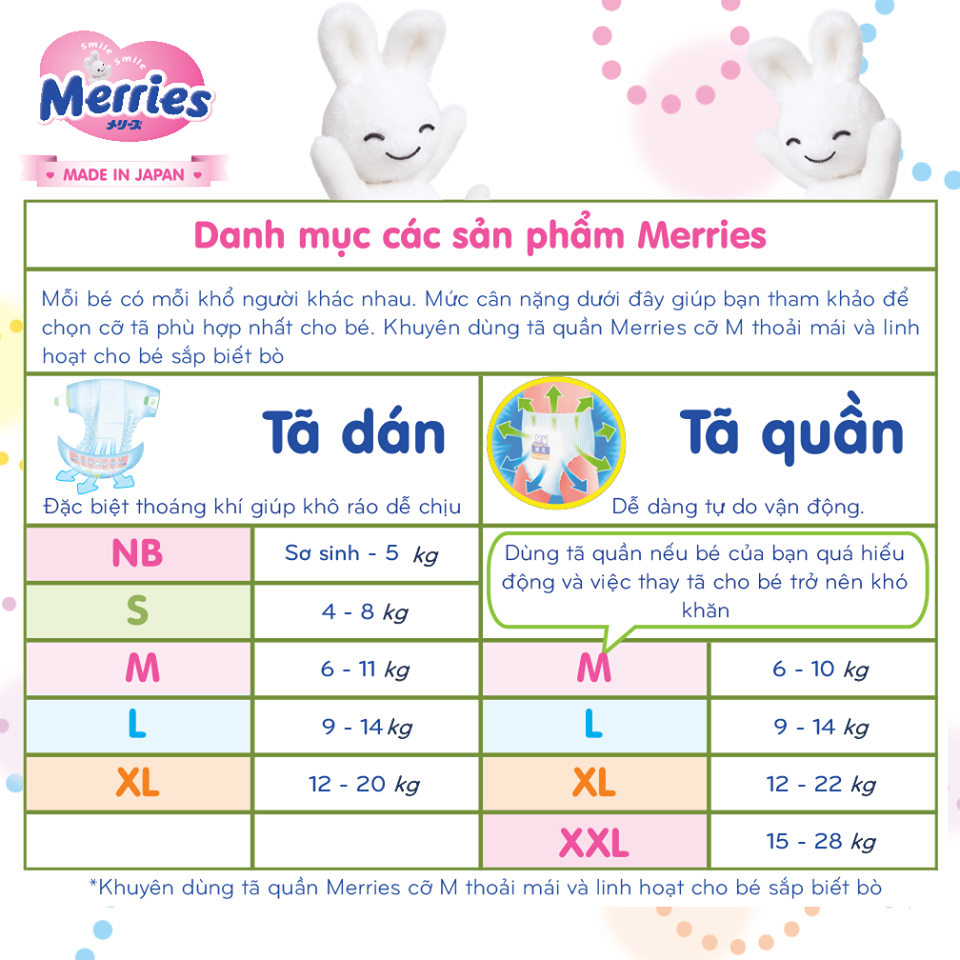 Smile Smile
Merries
メリーズ
MADE IN JAPAN
Danh mục các sản phẩm Merries
Mỗi bé có mỗi khổ người khác nhau. Mức cân nặng dưới đây giúp bạn tham khảo để
chọn cỡ tã phù hợp nhất cho bé. Khuyên dùng tã quần Merries cỡ M thoải mái và linh
hoạt cho bé sắp biết bò
Tã dán
Đặc biệt thoáng khí giúp khô ráo dễ chịu
Tã quần
Dễ dàng tự do vận động.
NB Sơ sinh - 5 kg
Dùng tã quần nếu bé của bạn quá hiếu
động và việc thay tã cho bé trở nên khó
khăn
S 4 - 8 kg
M 6 - 11 kg M 6 - 10 kg
L 9 - 14 kg L 9 - 14 kg
XL 12 - 20 kg XL 12 - 22 kg
XXL 15 - 28 kg
*Khuyên dùng tã quần Merries cỡ M thoải mái và linh hoạt cho bé sắp biết bò